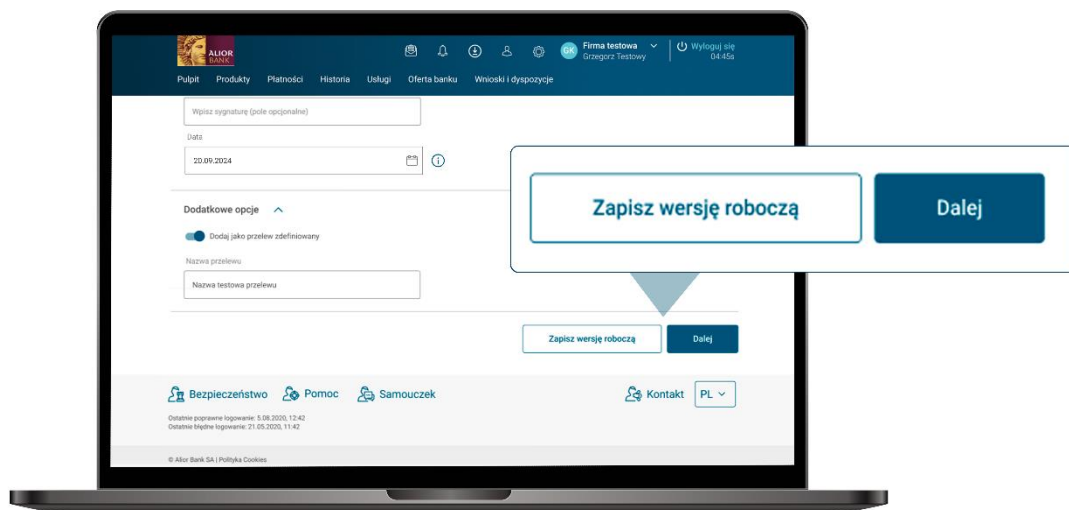 ALIOR
BANK
GK
Firma testowa
Grzegorz Testowy
Wyloguj się
04:45s
Pulpit Produkty Płatności Historia Usługi Oferta banku Wnioski i dyspozycje
Wpisz sygnaturę (pole opcjonalne)
Data
20.09.2024
Dodatkowe opcje
Dodaj jako przelew zdefiniowany
Nazwa przelewu
Nazwa testowa przelewu
Zapisz wersję roboczą Dalej
Zapisz wersję roboczą Dalej
Bezpieczeństwo Pomoc Samouczek Kontakt PL
Ostatnie poprawne logowanie: 5.08.2020, 12:42
Ostatnie błędne logowanie: 21.05.2020, 11:42
© Alior Bank SA | Polityka Cookies